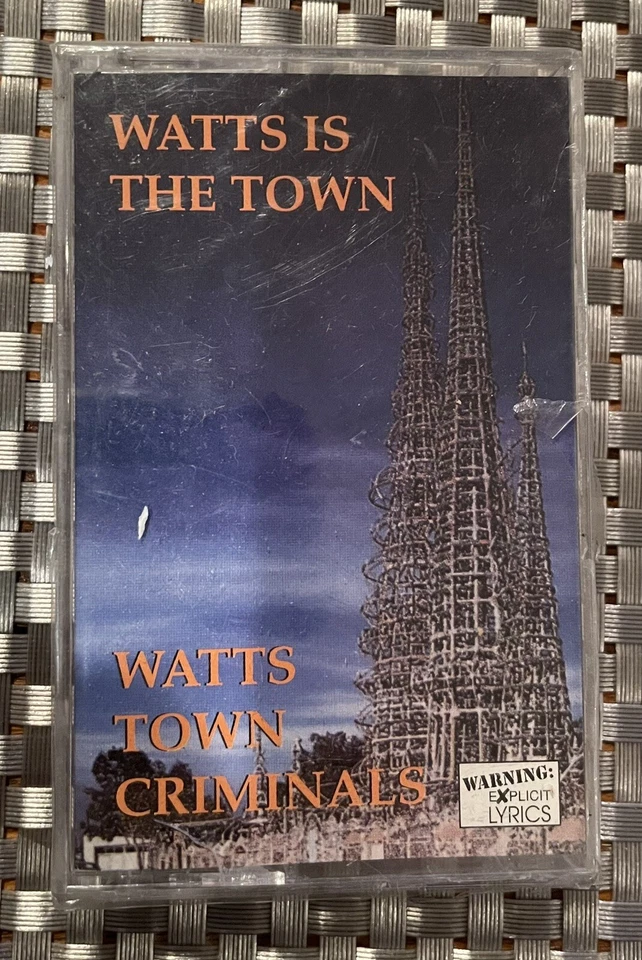 WATTS IS
THE TOWN
WATTS
TOWN
CRIMINALS
WARNING:
EXPLICIT
LYRICS